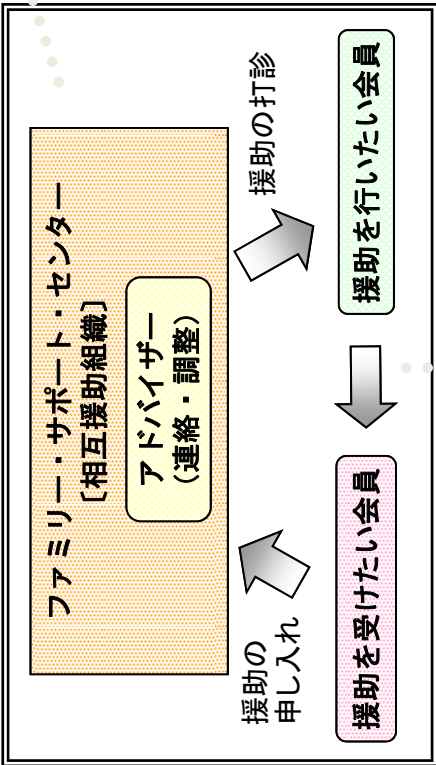 ファミリー・サポート・センター
［相互援助組織］
アドバイザー
（連絡・調整）
援助の
申し入れ
援助の打診
援助を受けたい会員
援助を行いたい会員